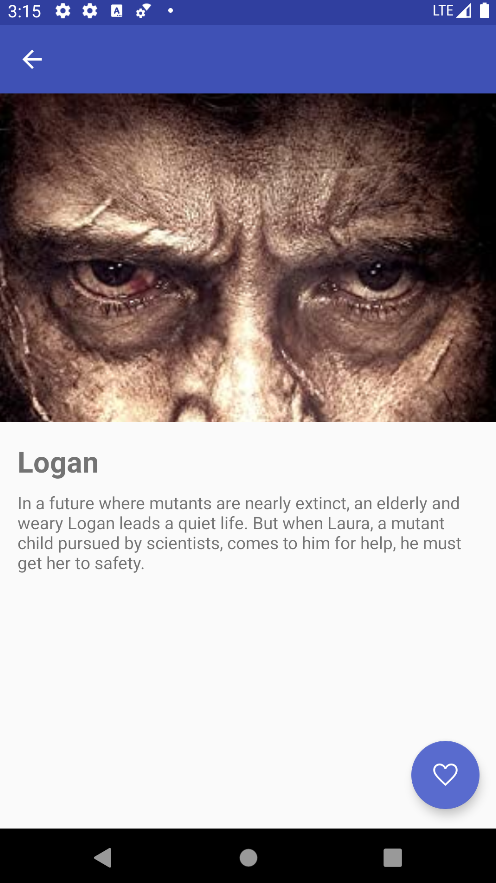 3:15 LTE
Logan
In a future where mutants are nearly extinct, an elderly and
weary Logan leads a quiet life. But when Laura, a mutant
child pursued by scientists, comes to him for help, he must
get her to safety.